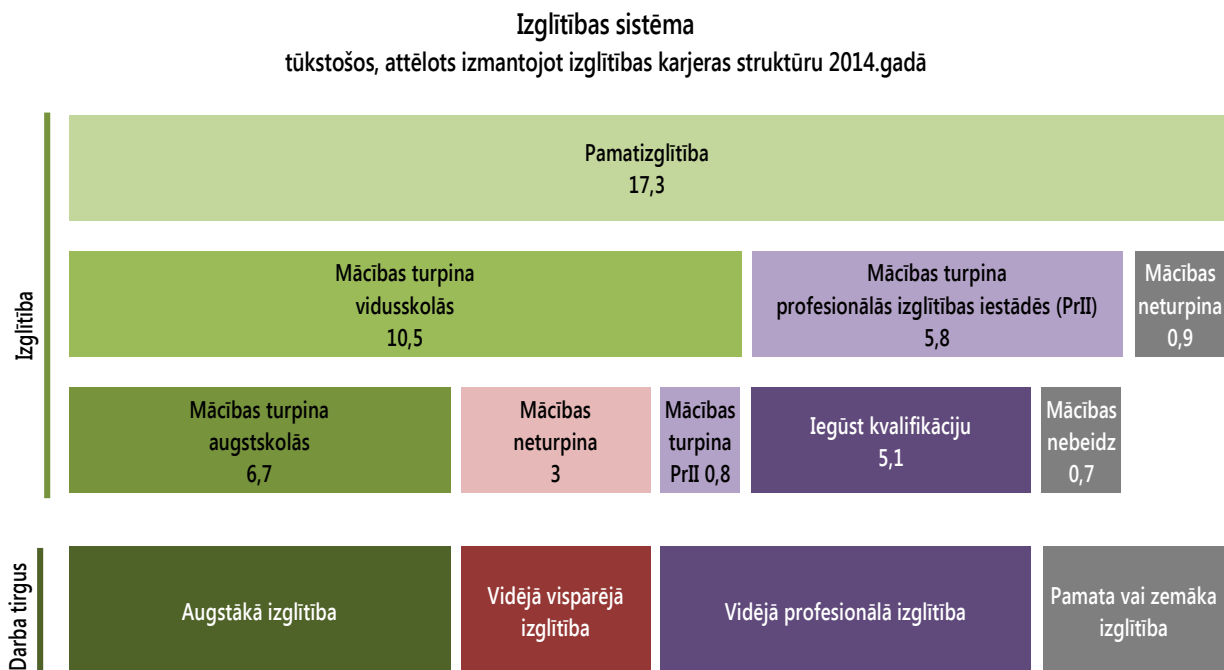 Izglītības sistēma
tūkstošos, attēlots izmantojot izglītības karjeras struktūru 2014.gadā
Izglītība
Pamatizglītība
17,3
Mācības turpina
vidusskolās
10,5
Mācības turpina
profesionālās izglītības iestādēs (PrII)
5,8
Mācības
neturpina
0,9
Mācības turpina
augstskolās
6,7
Mācības
neturpina
3
Mācības
turpina
PrII 0,8
Iegūst kvalifikāciju
5,1
Mācības
nebeidz
0,7
Darba tirgus
Augstākā izglītība
Vidējā vispārējā
izglītība
Vidējā profesionālā izglītība
Pamata vai zemāka
izglītība